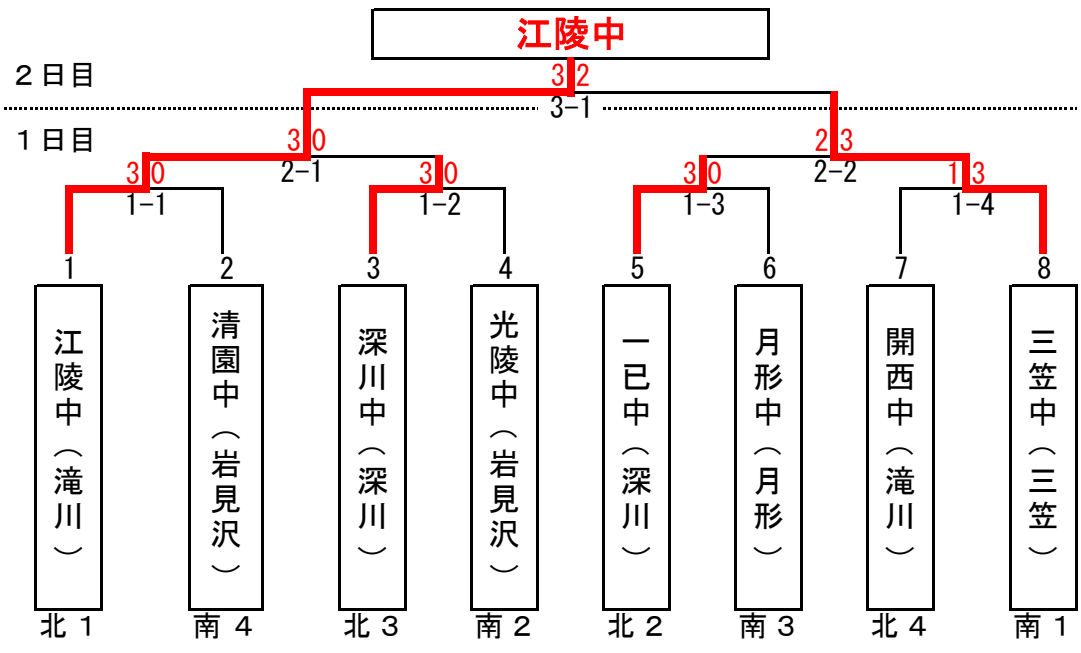 江陵中
2日目
3 2
3-1
1日目
3 0
2-1
2 3
2-2
3 0
1-1
3 0
1-2
3 0
1-3
1 3
1-4
1
2
3
4
5
6
7
8
江陵中（滝川）
清園中（岩見沢）
深川中（深川）
光陵中（岩見沢）
一已中（深川）
月形中（月形）
開西中（滝川）
三笠中（三笠）
北1
南4
北3
南2
北2
南3
北4
南1